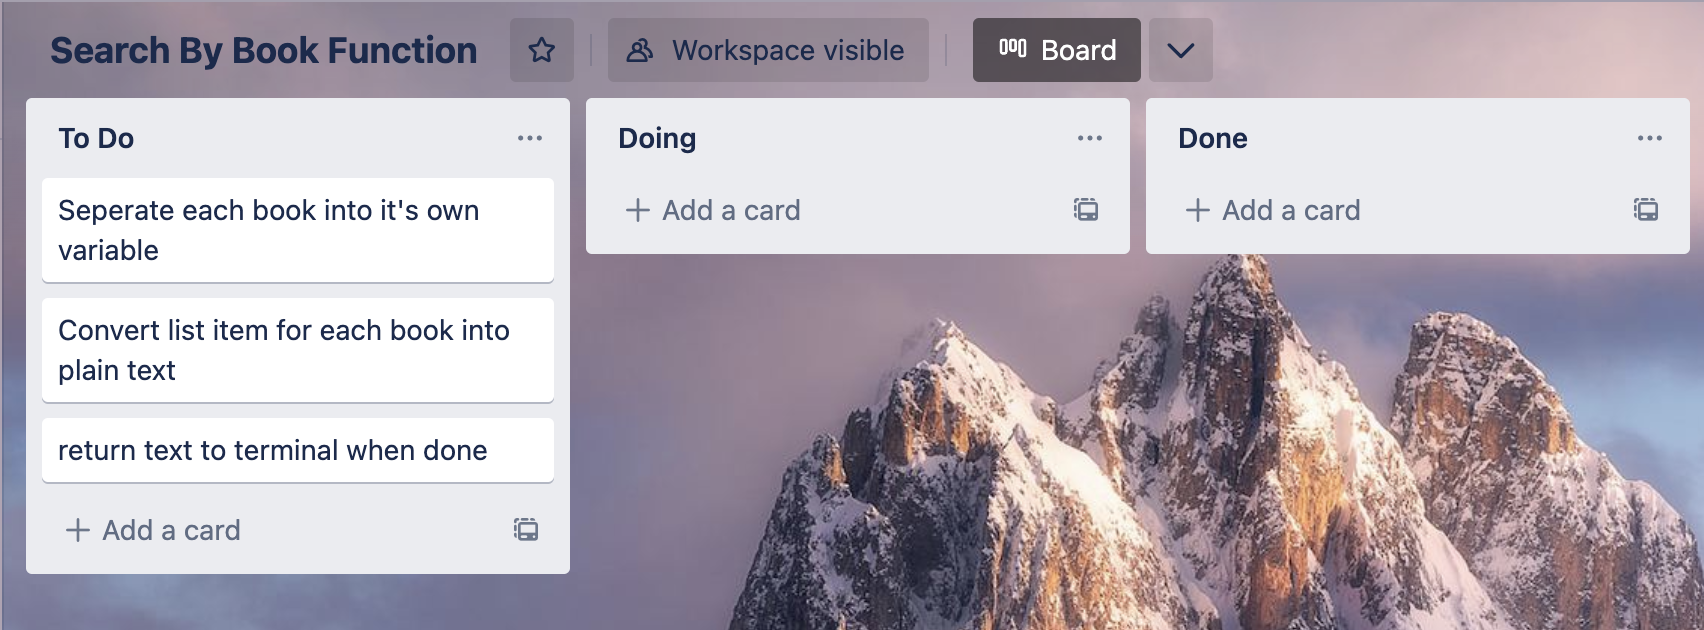 Search By Book Function
Workspace visible
Board
To Do
Seperate each book into it's own
variable
Convert list item for each book into
plain text
return text to terminal when done
Add a card
Doing
Add a card
Done
Add a card